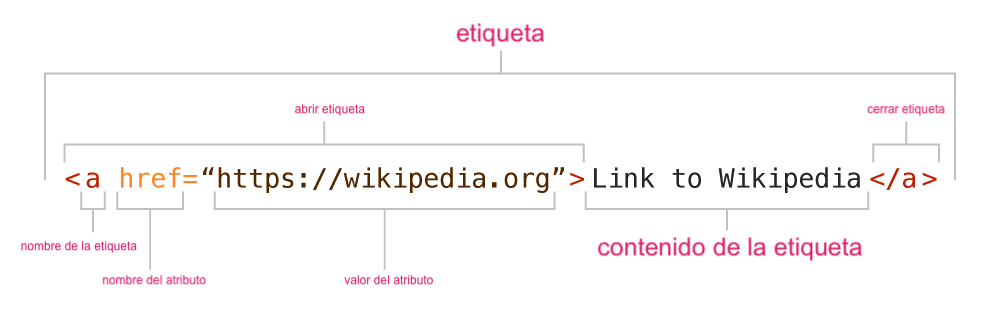 etiqueta
abrir etiqueta
cerrar etiqueta
<a href=“https://wikipedia.org”>Link to Wikipedia</a>
nombre de la etiqueta
contenido de la etiqueta
nombre del atributo
valor del atributo